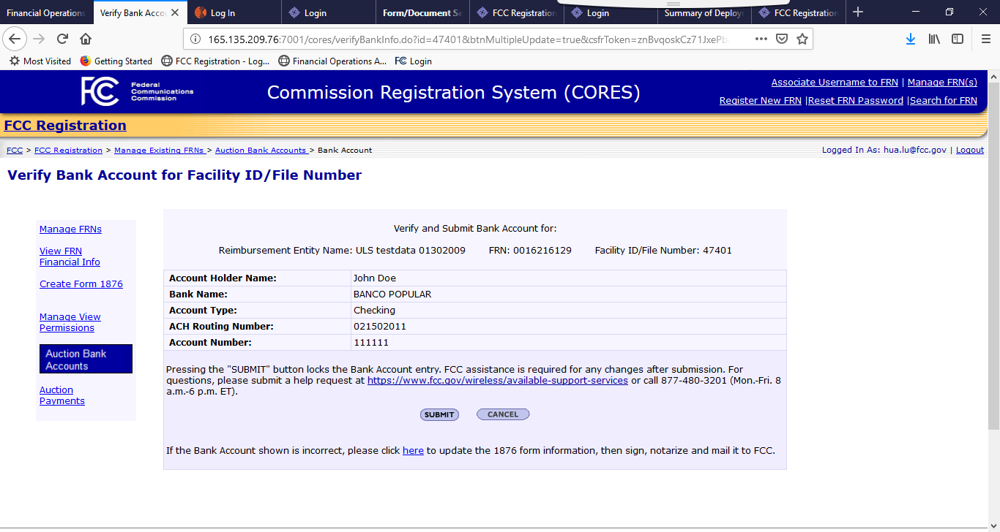 Financial Operations
Verify Bank Accou
Log In
Login
Form/Document Se
FCC Registration
Login
Summary of Deploy
FCC Registration
165.135.209.76:7001/cores/verifyBankInfo.do?id=47401&btnMultipleUpdate=true&csfrToken=znBvqoskCz71JxePb
Most Visited
Getting Started
FCC Registration - Log...
Financial Operations A...
FC Login
FCC
Federal
Communications
Commission
Commission Registration System (CORES)
Associate Username to FRN | Manage FRN(s)
Register New FRN |Reset FRN Password |Search for FRN
FCC Registration
FCC > FCC Registration > Manage Existing FRNs > Auction Bank Accounts > Bank Account
Logged In As: hua.lu@fcc.gov | Logout
Verify Bank Account for Facility ID/File Number
Manage FRNs
View FRN
Financial Info
Create Form 1876
Manage View
Permissions
Auction Bank
Accounts
Auction
Payments
Verify and Submit Bank Account for:
Reimbursement Entity Name: ULS testdata 01302009 FRN: 0016216129 Facility ID/File Number: 47401
Account Holder Name: John Doe
Bank Name: BANCO POPULAR
Account Type: Checking
ACH Routing Number: 021502011
Account Number: 111111
Pressing the "SUBMIT" button locks the Bank Account entry. FCC assistance is required for any changes after submission. For
questions, please submit a help request at https://www.fcc.gov/wireless/available-support-services or call 877-480-3201 (Mon.-Fri. 8
a.m.-6 p.m. ET).
SUBMIT CANCEL
If the Bank Account shown is incorrect, please click here to update the 1876 form information, then sign, notarize and mail it to FCC.